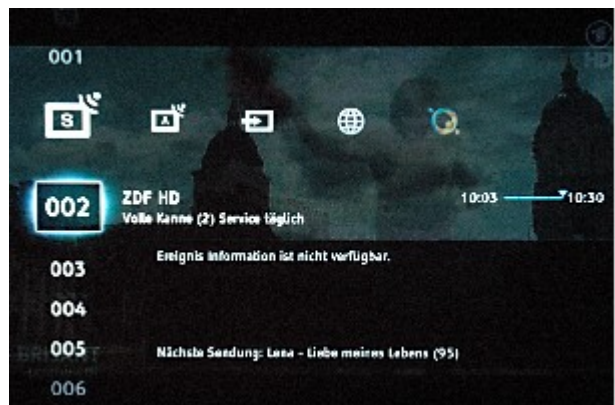 001
S A
002 ZDF HD 10:03 10:30
Volle Kanne (2) Service täglich
003 Ereignis Information ist nicht verfügbar.
004
005 Nächste Sendung: Lena - Liebe meines Lebens (95)
006
HD